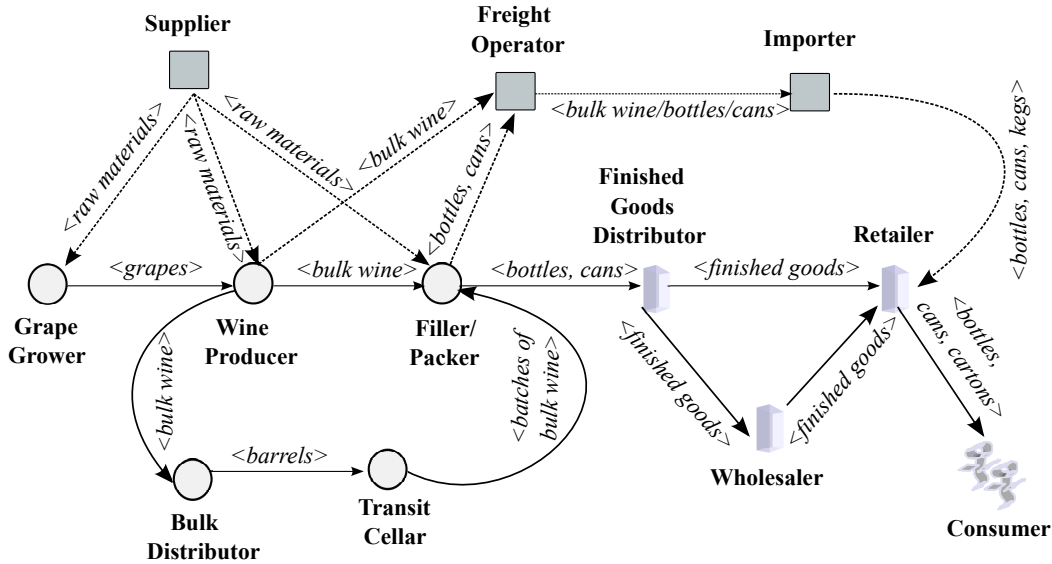 Supplier
Freight
Operator
Importer
<raw materials>
<raw materials>
<raw materials>
<bulk wine>
<bottles, cans>
<bulk wine/bottles/cans>
<bottles, cans, kegs>
Finished
Goods
Distributor
Retailer
<grapes>
<bulk wine>
<bottles, cans>
<finished goods>
Grape
Grower
Wine
Producer
Filler/
Packer
<bulk wine>
<batches of
bulk wine>
<finished goods>
<finished goods>
<bottles,
cans, cartons>
<barrels>
Wholesaler
Bulk
Distributor
Transit
Cellar
Consumer